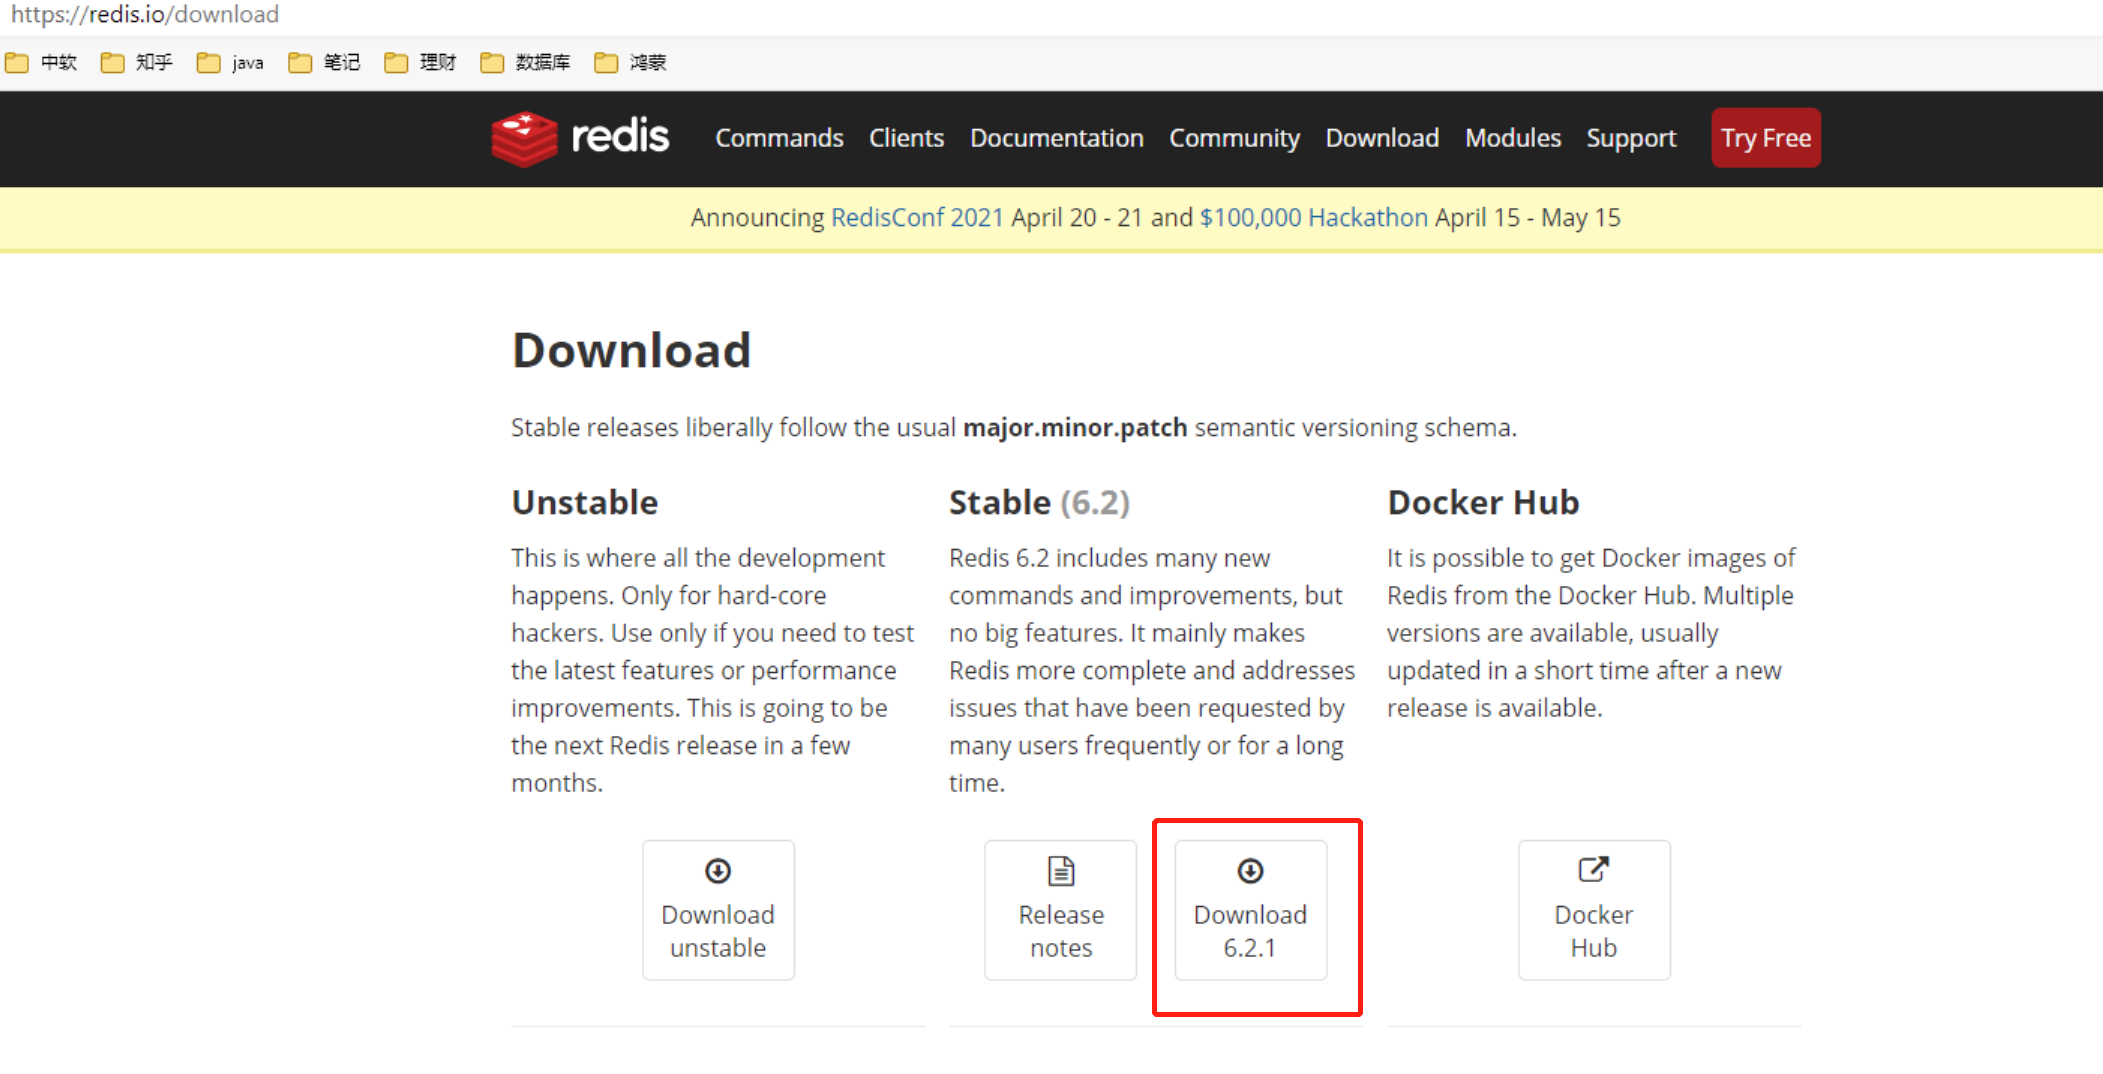 https://redis.io/download
中软 知乎 java 笔记 理财 数据库 鸿蒙
redis Commands Clients Documentation Community Download Modules Support Try Free
Announcing RedisConf 2021 April 20 - 21 and $100,000 Hackathon April 15 - May 15
Download
Stable releases liberally follow the usual major.minor.patch semantic versioning schema.
Unstable
This is where all the development
happens. Only for hard-core
hackers. Use only if you need to test
the latest features or performance
improvements. This is going to be
the next Redis release in a few
months.
Download
unstable
Stable (6.2)
Redis 6.2 includes many new
commands and improvements, but
no big features. It mainly makes
Redis more complete and addresses
issues that have been requested by
many users frequently or for a long
time.
Release
notes
Download
6.2.1
Docker Hub
It is possible to get Docker images of
Redis from the Docker Hub. Multiple
versions are available, usually
updated in a short time after a new
release is available.
Docker
Hub